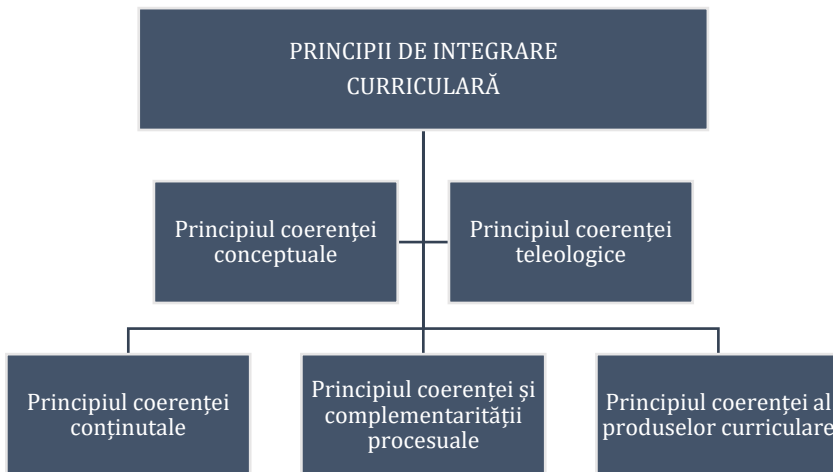 PRINCIPII DE INTEGRARE
CURRICULARĂ
Principiul coerenței
conceptuale
Principiul coerenței
teleologice
Principiul coerenței
conținutale
Principiul coerenței și
complementarității
procesuale
Principiul coerenței al
produselor curriculare